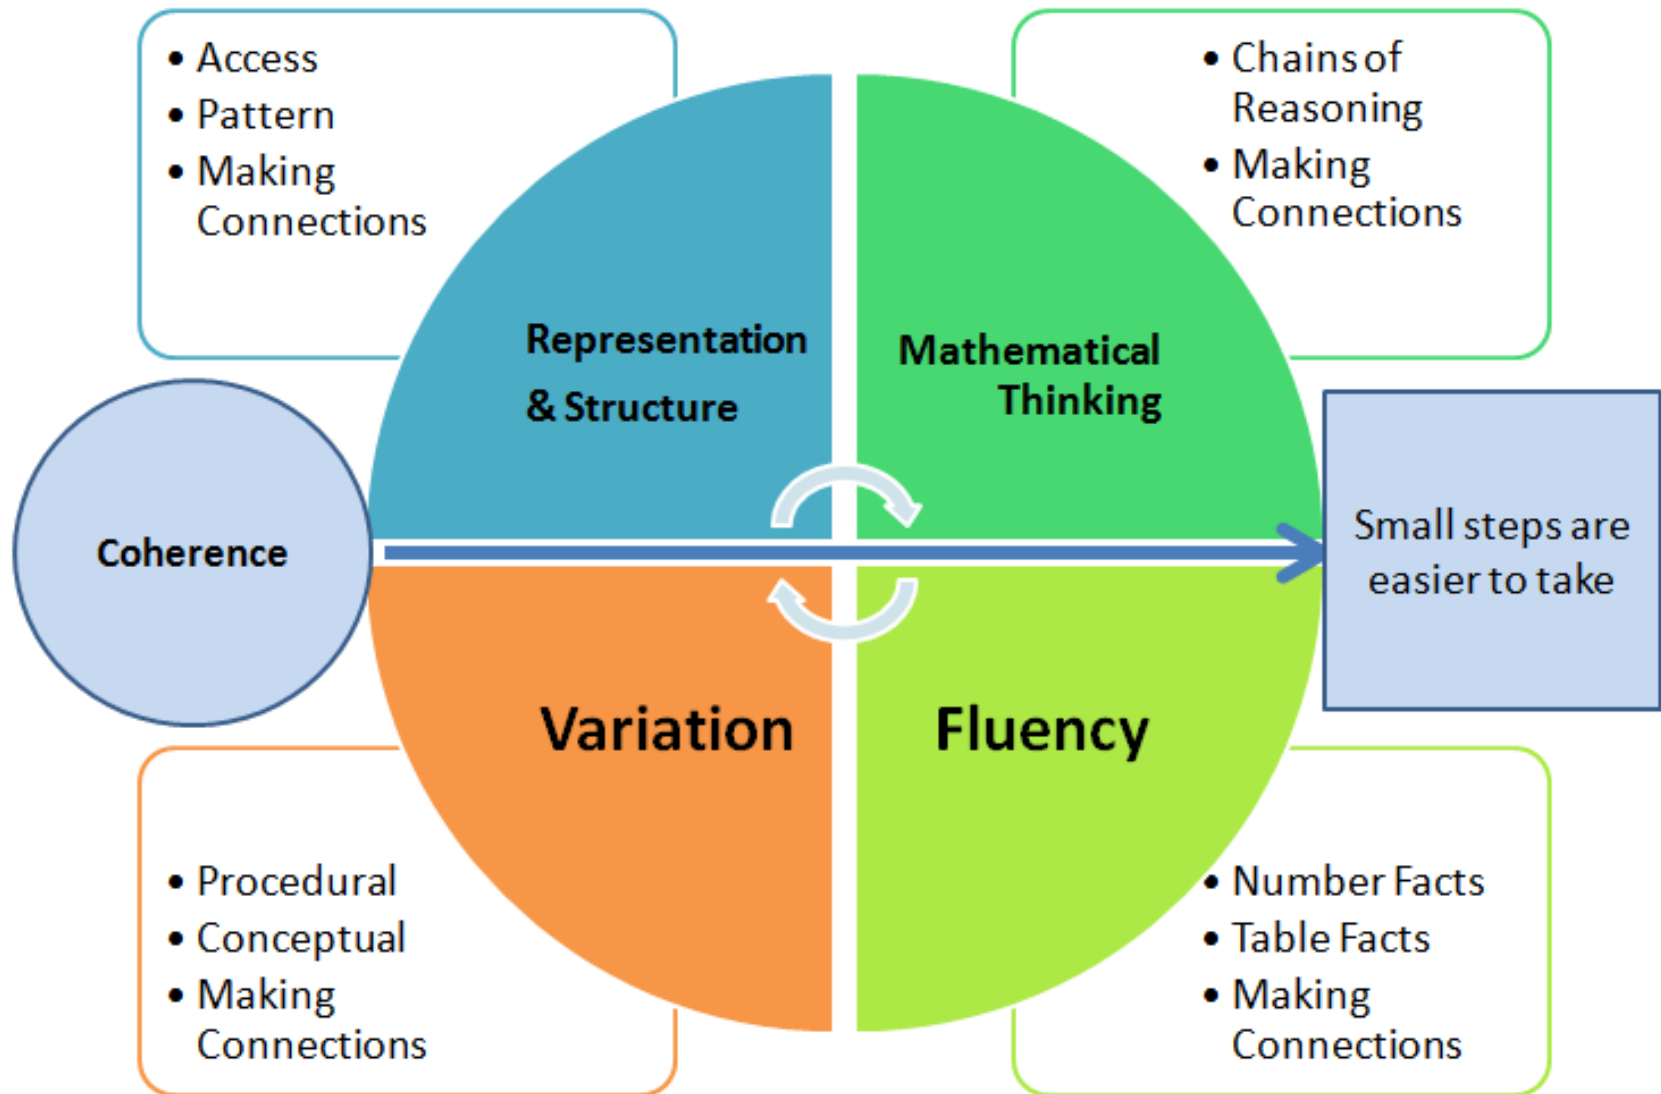 • Access
• Pattern
• Making
Connections
• Chains of
Reasoning
• Making
Connections
Representation
& Structure
Mathematical
Thinking
Coherence
Small steps are
easier to take
Variation
Fluency
• Procedural
• Conceptual
• Making
Connections
• Number Facts
• Table Facts
• Making
Connections